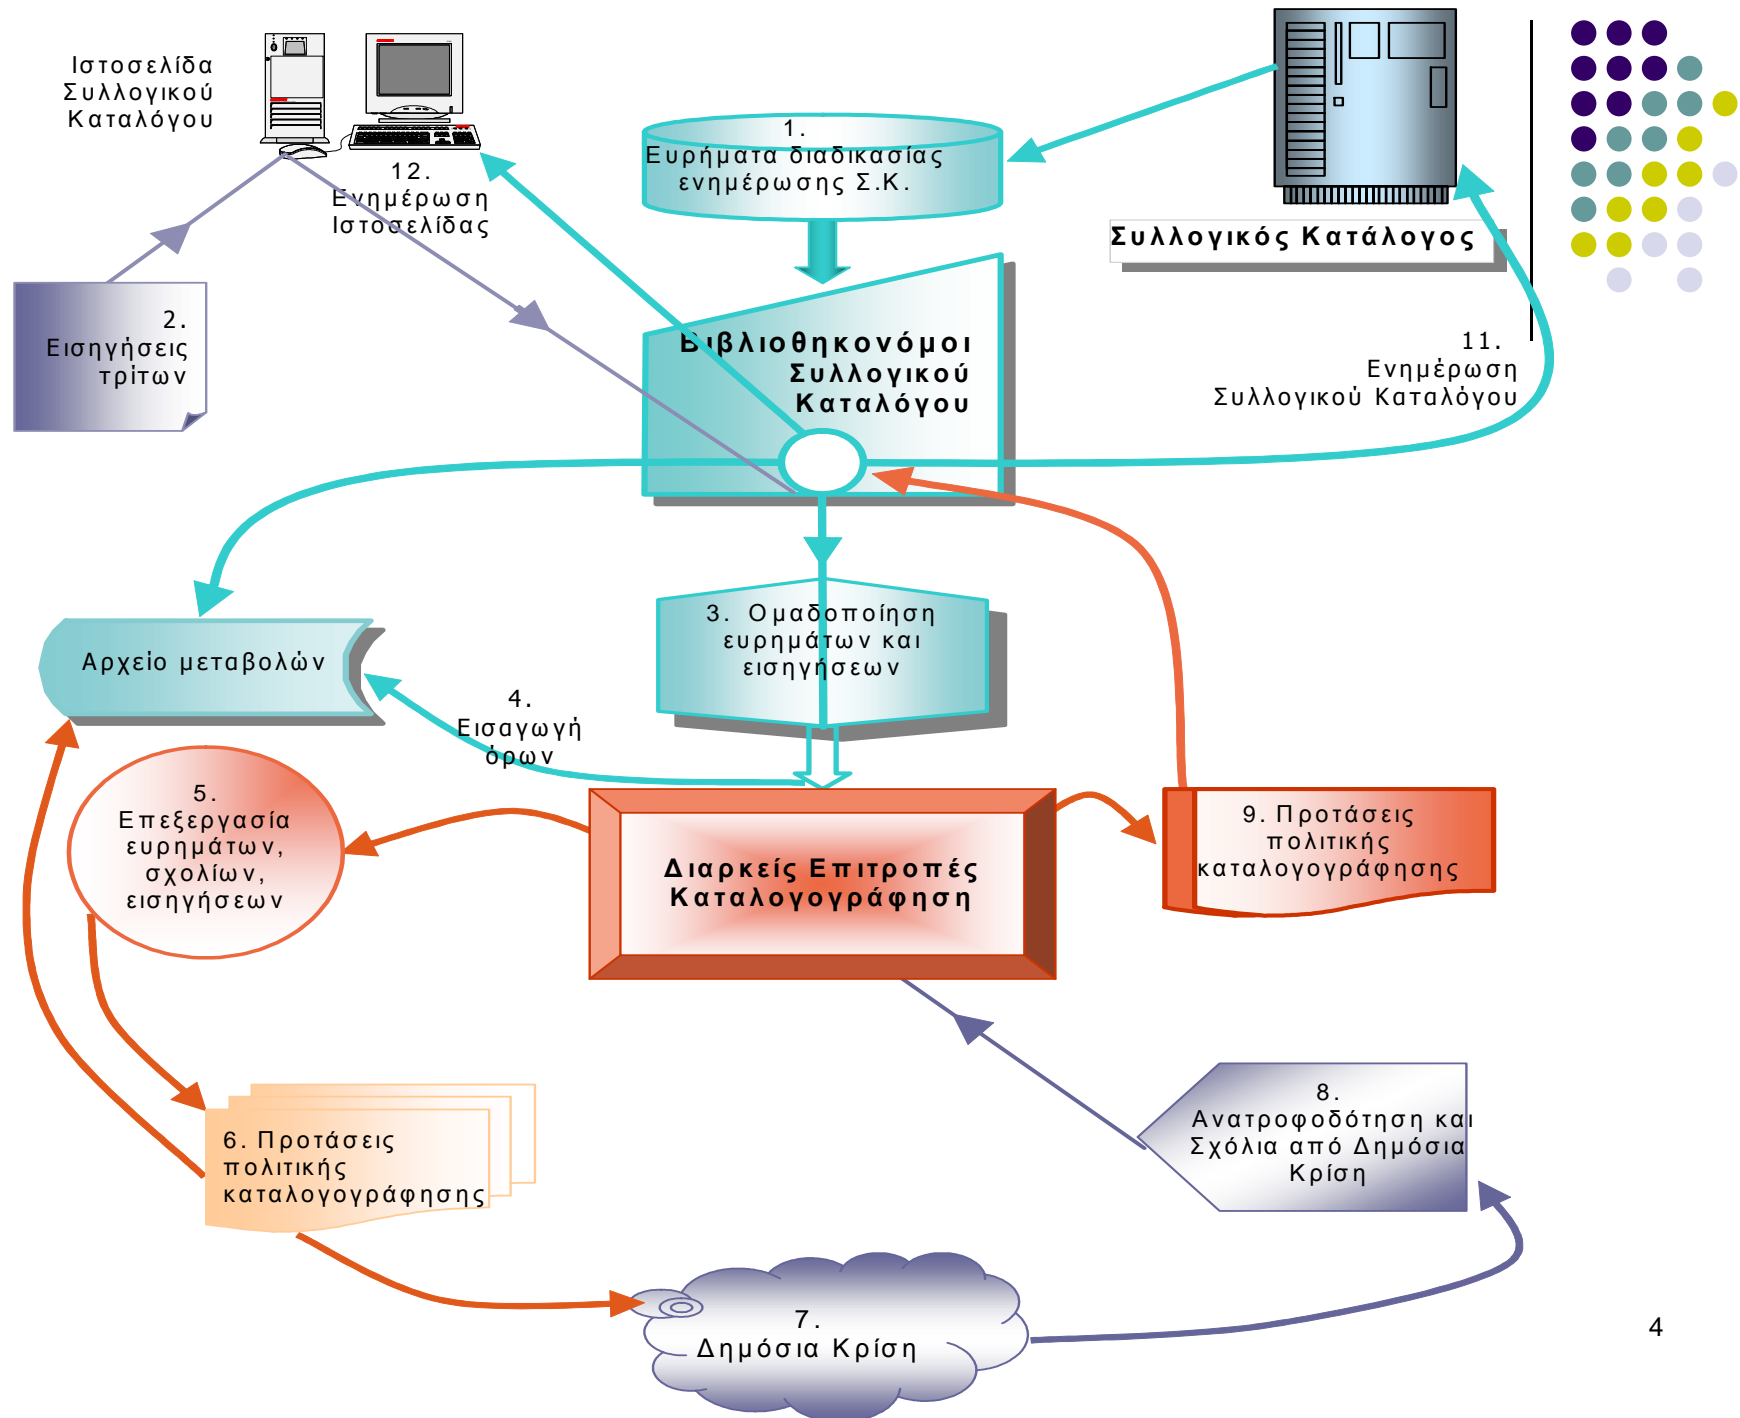 Ιστοσελίδα
Συλλογικού
Καταλόγου
12.
Ενημέρωση
Ιστοσελίδας
1.
Ευρήματα διαδικασίας
ενημέρωσης Σ.Κ.
Συλλογικός Κατάλογος
2.
Εισηγήσεις
τρίτων
Βιβλιοθηκονόμοι
Συλλογικού
Καταλόγου
11.
Ενημέρωση
Συλλογικού Καταλόγου
3. Ομαδοποίηση
ευρημάτων και
εισηγήσεων
Αρχείο μεταβολών
4.
Εισαγωγή
όρων
5.
Επεξεργασία
ευρημάτων,
σχολίων,
εισηγήσεων
Διαρκείς Επιτροπές
Καταλογογράφηση
9. Προτάσεις
πολιτικής
καταλογογράφησης
6. Προτάσεις
πολιτικής
καταλογογράφησης
8.
Ανατροφοδότηση και
Σχόλια από Δημόσια
Κρίση
7.
Δημόσια Κρίση
4